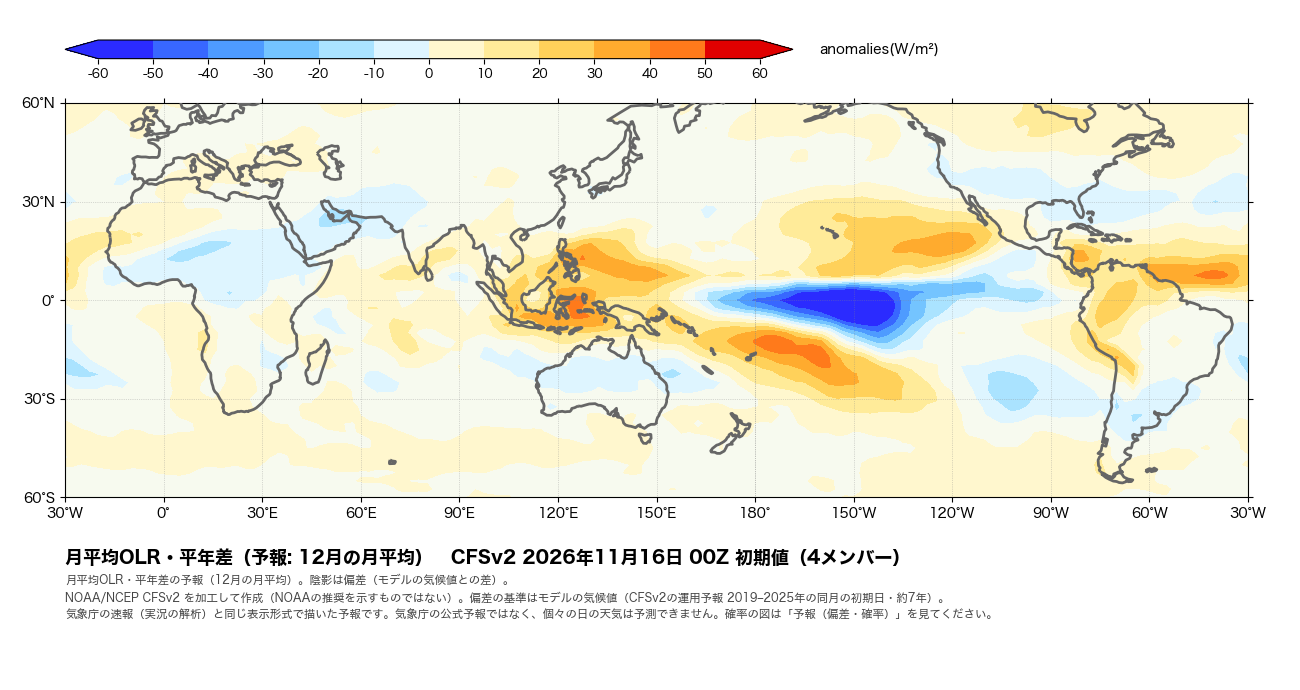 anomalies(W/m²)
-60 -50 -40 -30 -20 -10 0 10 20 30 40 50 60
60°N
30°N
0°
30°S
60°S
30°W 0° 30°E 60°E 90°E 120°E 150°E 180° 150°W 120°W 90°W 60°W 30°W
月平均OLR・平年差（予報: 12月の月平均） CFSv2 2026年11月16日 00Z 初期値（4メンバー）
月平均OLR・平年差の予報（12月の月平均）。陰影は偏差（モデルの気候値との差）。
NOAA/NCEP CFSv2 を加工して作成（NOAAの推奨を示すものではない）。偏差の基準はモデルの気候値（CFSv2の運用予報 2019–2025年の同月の初期日・約7年）。
気象庁の速報（実況の解析）と同じ表示形式で描いた予報です。気象庁の公式予報ではなく、個々の日の天気は予測できません。確率の図は「予報（偏差・確率）」を見てください。